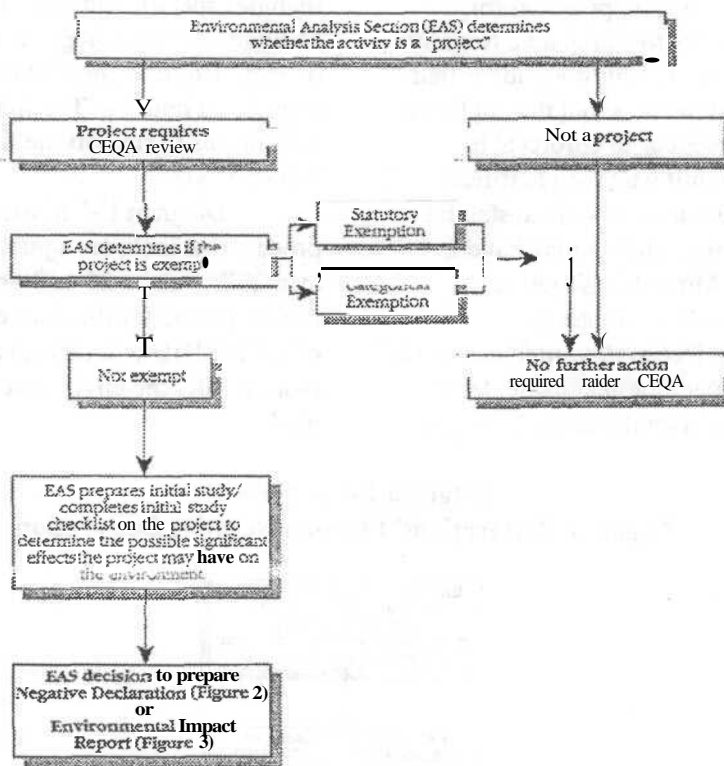 Environmental Analysis Section (EAS) determines
whether the activity is a "project"
V
Project requires
CEQA review
Not a project
EAS determines if the
project is exempt
Statutory
Exemption
Categorical
Exemption
T
T
Not exempt
No further action
required raider CEQA
EAS prepares initial study/
completes initial study
checklist on the project to
determine the possible significant
effects the project may have on
the environment
EAS decision to prepare
Negative Declaration (Figure 2)
or
Environmental Impact
Report (Figure 3)